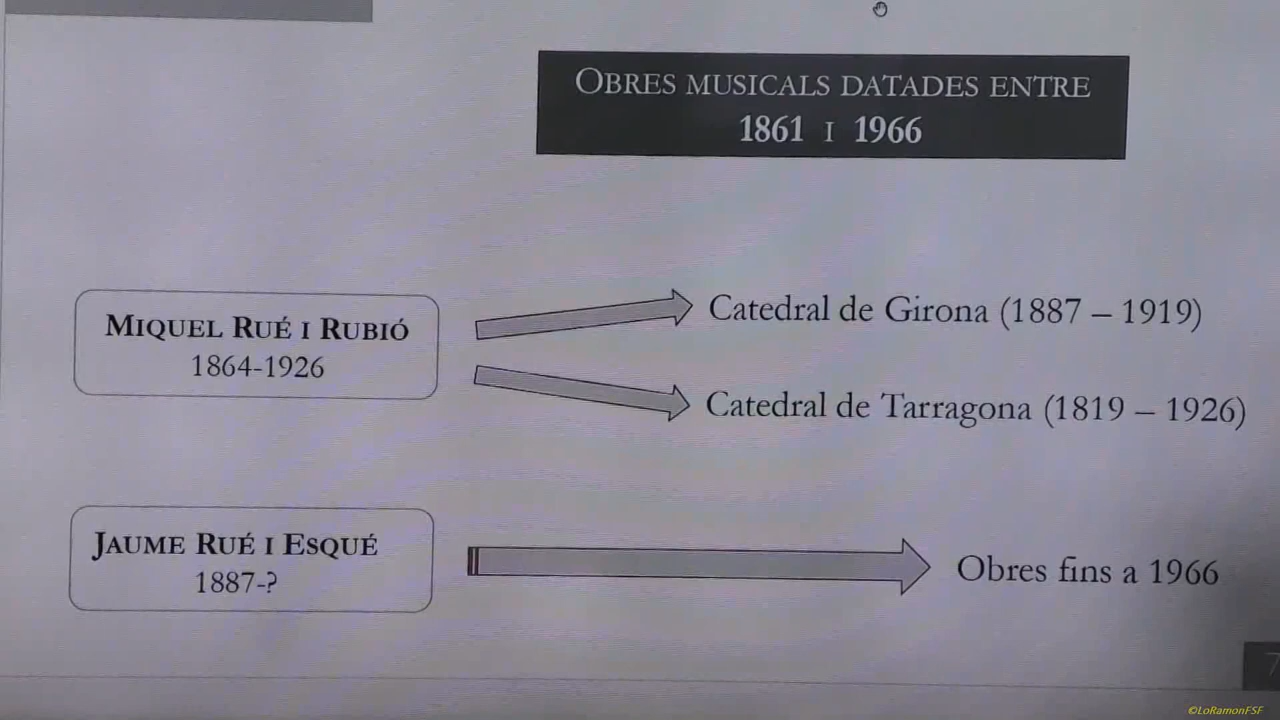 OBRES MUSICALS DATADES ENTRE
1861 I 1966
MIQUEL RUÉ I RUBIÓ
1864-1926
Catedral de Girona (1887 – 1919)
Catedral de Tarragona (1819 – 1926)
JAUME RUÉ I ESQUÉ
1887-?
Obres fins a 1966
7
©LoRamonFSF